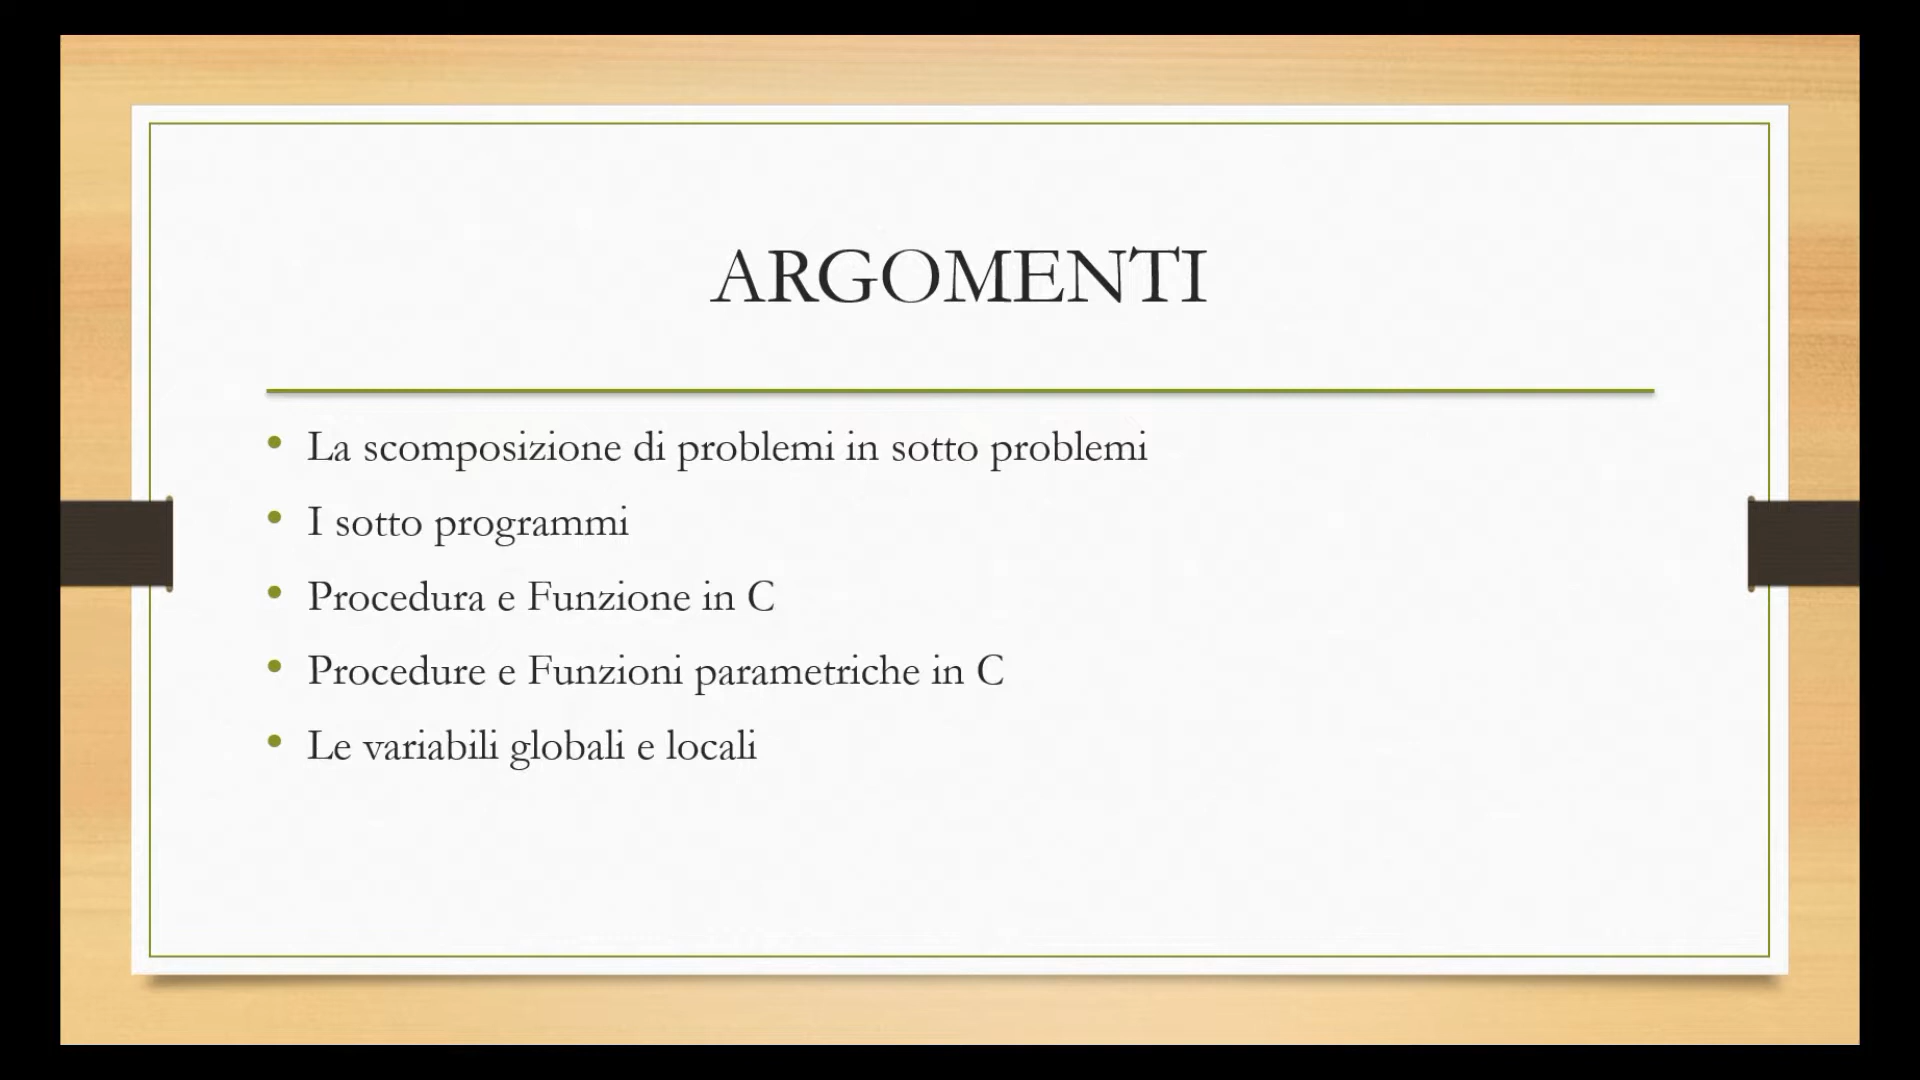 ARGOMENTI
La scomposizione di problemi in sotto problemi
I sotto programmi
Procedura e Funzione in C
Procedure e Funzioni parametriche in C
Le variabili globali e locali